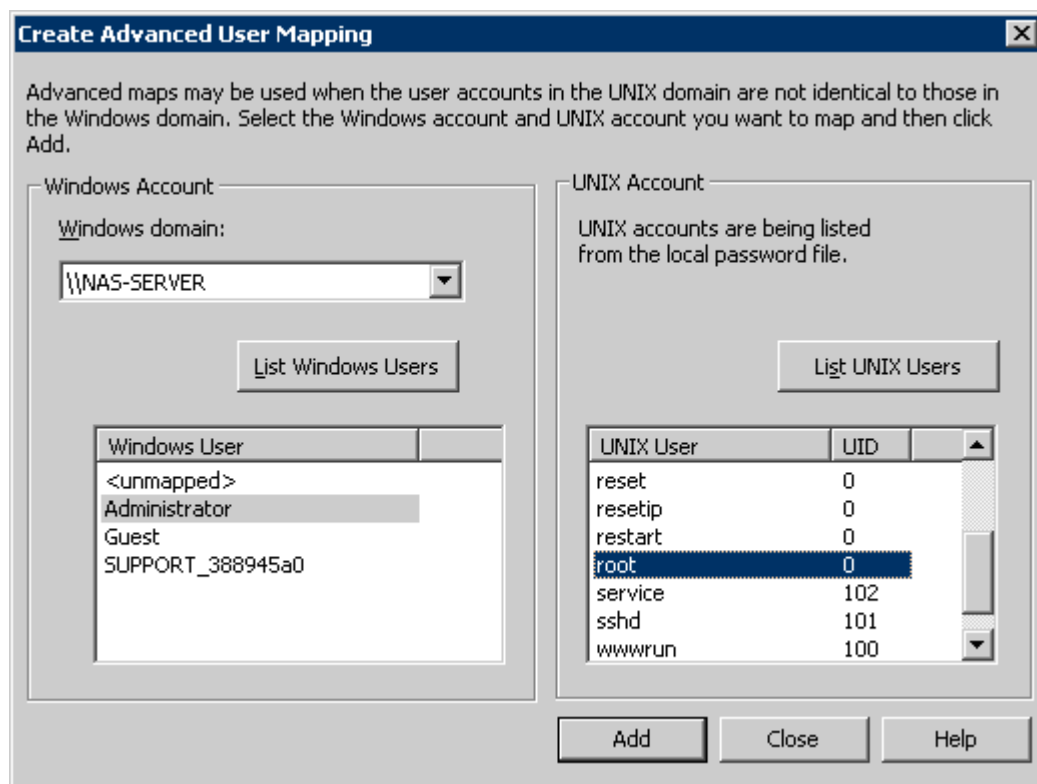 Create Advanced User Mapping
Advanced maps may be used when the user accounts in the UNIX domain are not identical to those in
the Windows domain. Select the Windows account and UNIX account you want to map and then click
Add.
Windows Account
Windows domain:
\\NAS-SERVER
List Windows Users
Windows User
<unmapped>
Administrator
Guest
SUPPORT_388945a0
UNIX Account
UNIX accounts are being listed
from the local password file.
List UNIX Users
UNIX User UID
reset 0
resetip 0
restart 0
root 0
service 102
sshd 101
wwwrun 100
Add Close Help